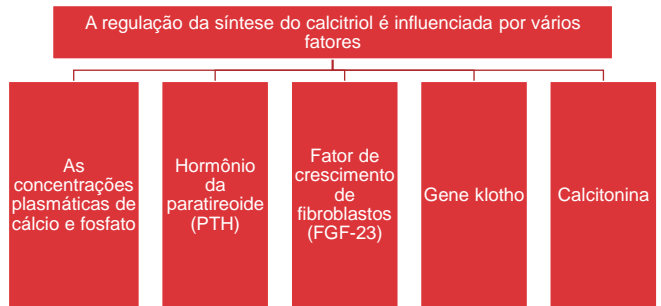 A regulação da síntese do calcitriol é influenciada por vários
fatores
As
concentrações
plasmáticas de
cálcio e fosfato
Hormônio
da
paratireoide
(PTH)
Fator de
crescimento
de
fibroblastos
(FGF-23)
Gene klotho
Calcitonina